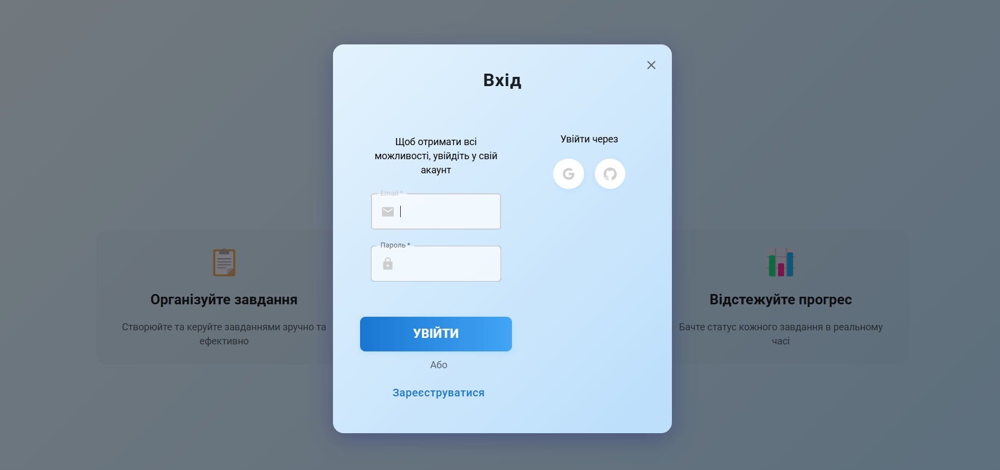 Вхід
Щоб отримати всі
можливості, увійдіть у свій
акаунт
Email *
Пароль *
УВІЙТИ
Або
Зареєструватися
Увійти через
Організуйте завдання
Створюйте та керуйте завданнями зручно та
ефективно
Відстежуйте прогрес
Бачте статус кожного завдання в реальному
часі